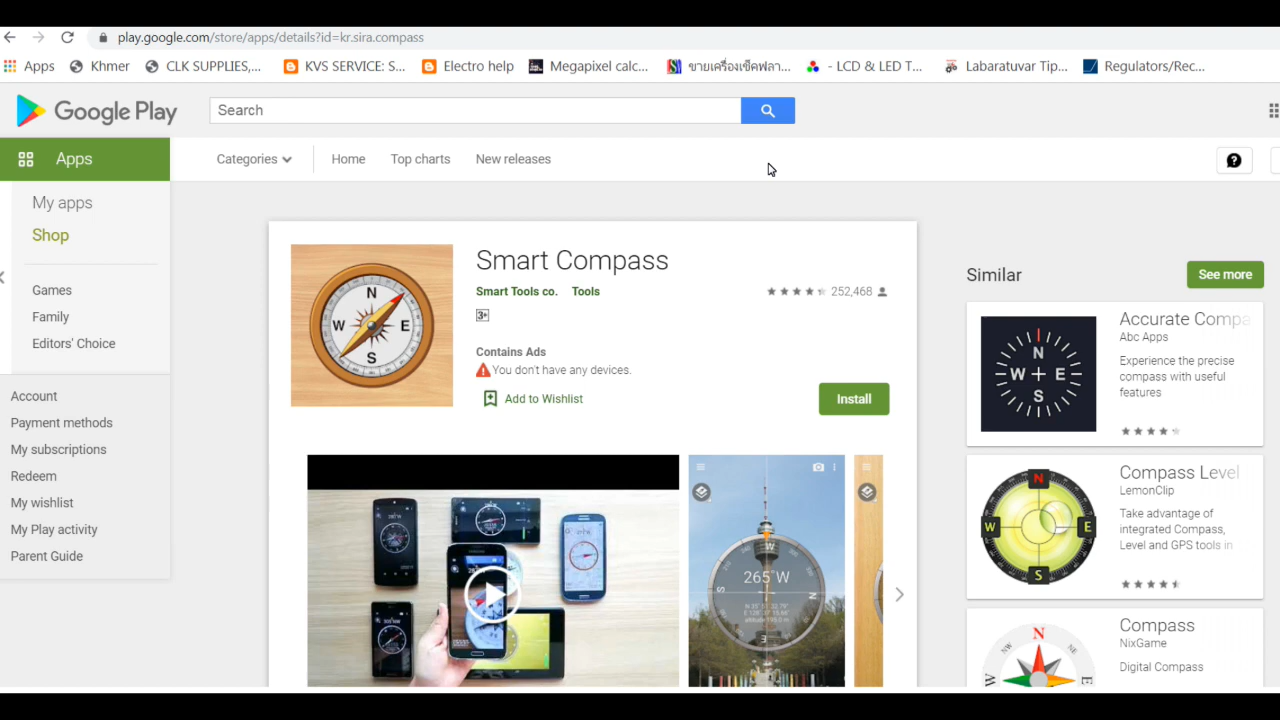 play.google.com/store/apps/details?id=kr.sira.compass
Apps Khmer CLK SUPPLIES,... KVS SERVICE: S... Electro help Megapixel calc... ขายเครื่องเช็คฟลา... - LCD & LED T... Labaratuvar Tip... Regulators/Rec...
Google Play Search
Apps Categories Home Top charts New releases
My apps
Shop
Games
Family
Editors' Choice
Account
Payment methods
My subscriptions
Redeem
My wishlist
My Play activity
Parent Guide
N
W E
S
Smart Compass
Smart Tools co. Tools 252,468
3+
Contains Ads
You don't have any devices.
Add to Wishlist
Install
W
265°W
S N
E
Similar See more
N
W E
S
Accurate Compa
Abc Apps
Experience the precise
compass with useful
features
N
W E
S
Compass Level
LemonClip
Take advantage of
integrated Compass,
Level and GPS tools in
N
NW NE
W E
Compass
NixGame
Digital Compass